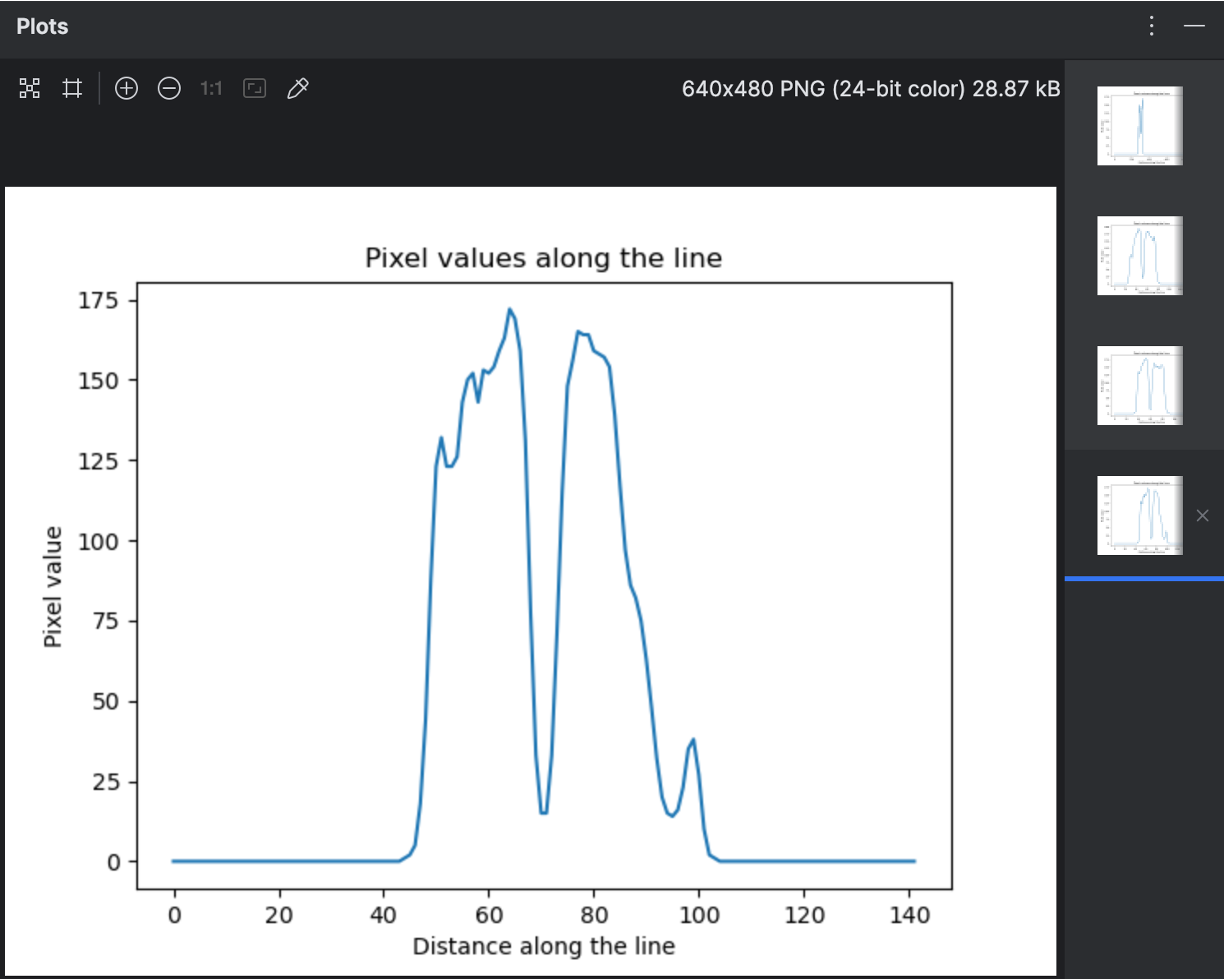 Plots
1:1
640x480 PNG (24-bit color) 28.87 kB
Pixel values along the line
175
150
125
100
75
50
25
0
Pixel value
0 20 40 60 80 100 120 140
Distance along the line